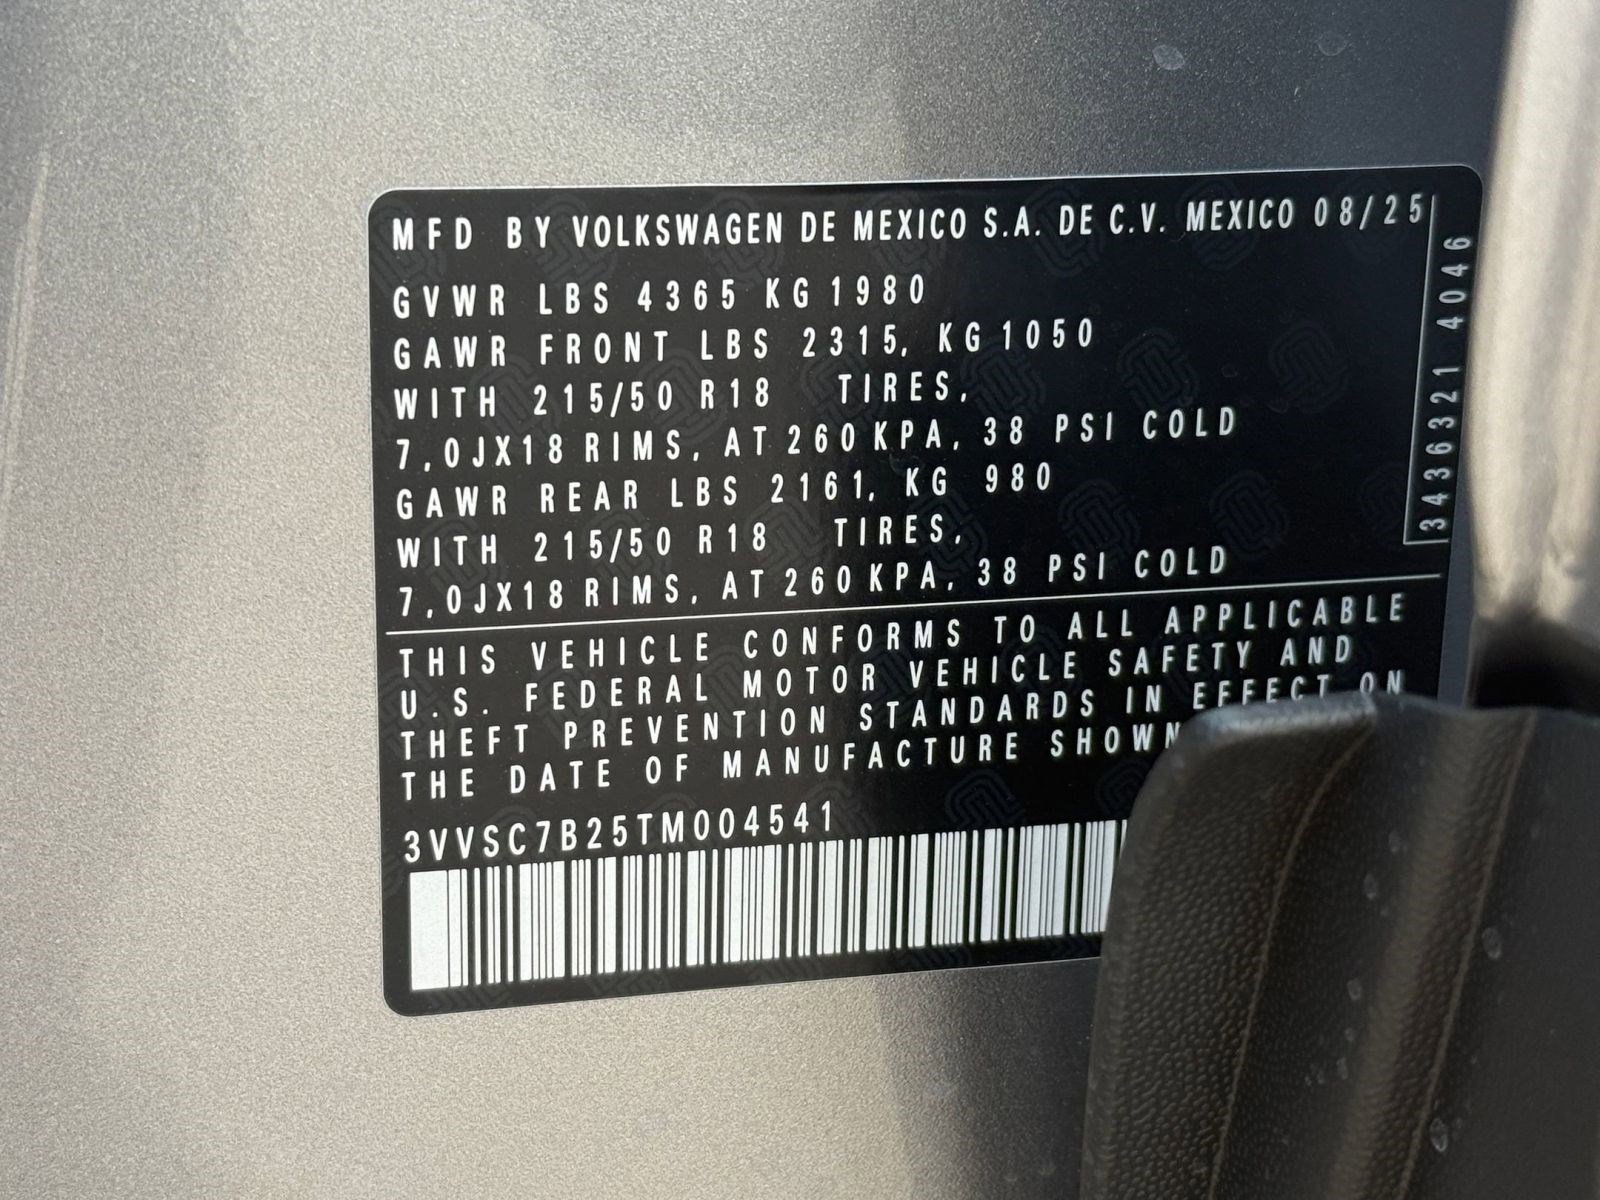 MFD BY VOLKSWAGEN DE MEXICO S.A. DE C.V. MEXICO 08/25
GVWR LBS 4365 KG 1980
GAWR FRONT LBS 2315, KG 1050
WITH 215/50 R18 TIRES,
7,0JX18 RIMS, AT 260 KPA, 38 PSI COLD
GAWR REAR LBS 2161, KG 980
WITH 215/50 R18 TIRES,
7,0JX18 RIMS, AT 260 KPA, 38 PSI COLD
THIS VEHICLE CONFORMS TO ALL APPLICABLE
U.S. FEDERAL MOTOR VEHICLE SAFETY AND
THEFT PREVENTION STANDARDS IN EFFECT ON
THE DATE OF MANUFACTURE SHOWN
3VVSC7B25TM004541
3436321 4046